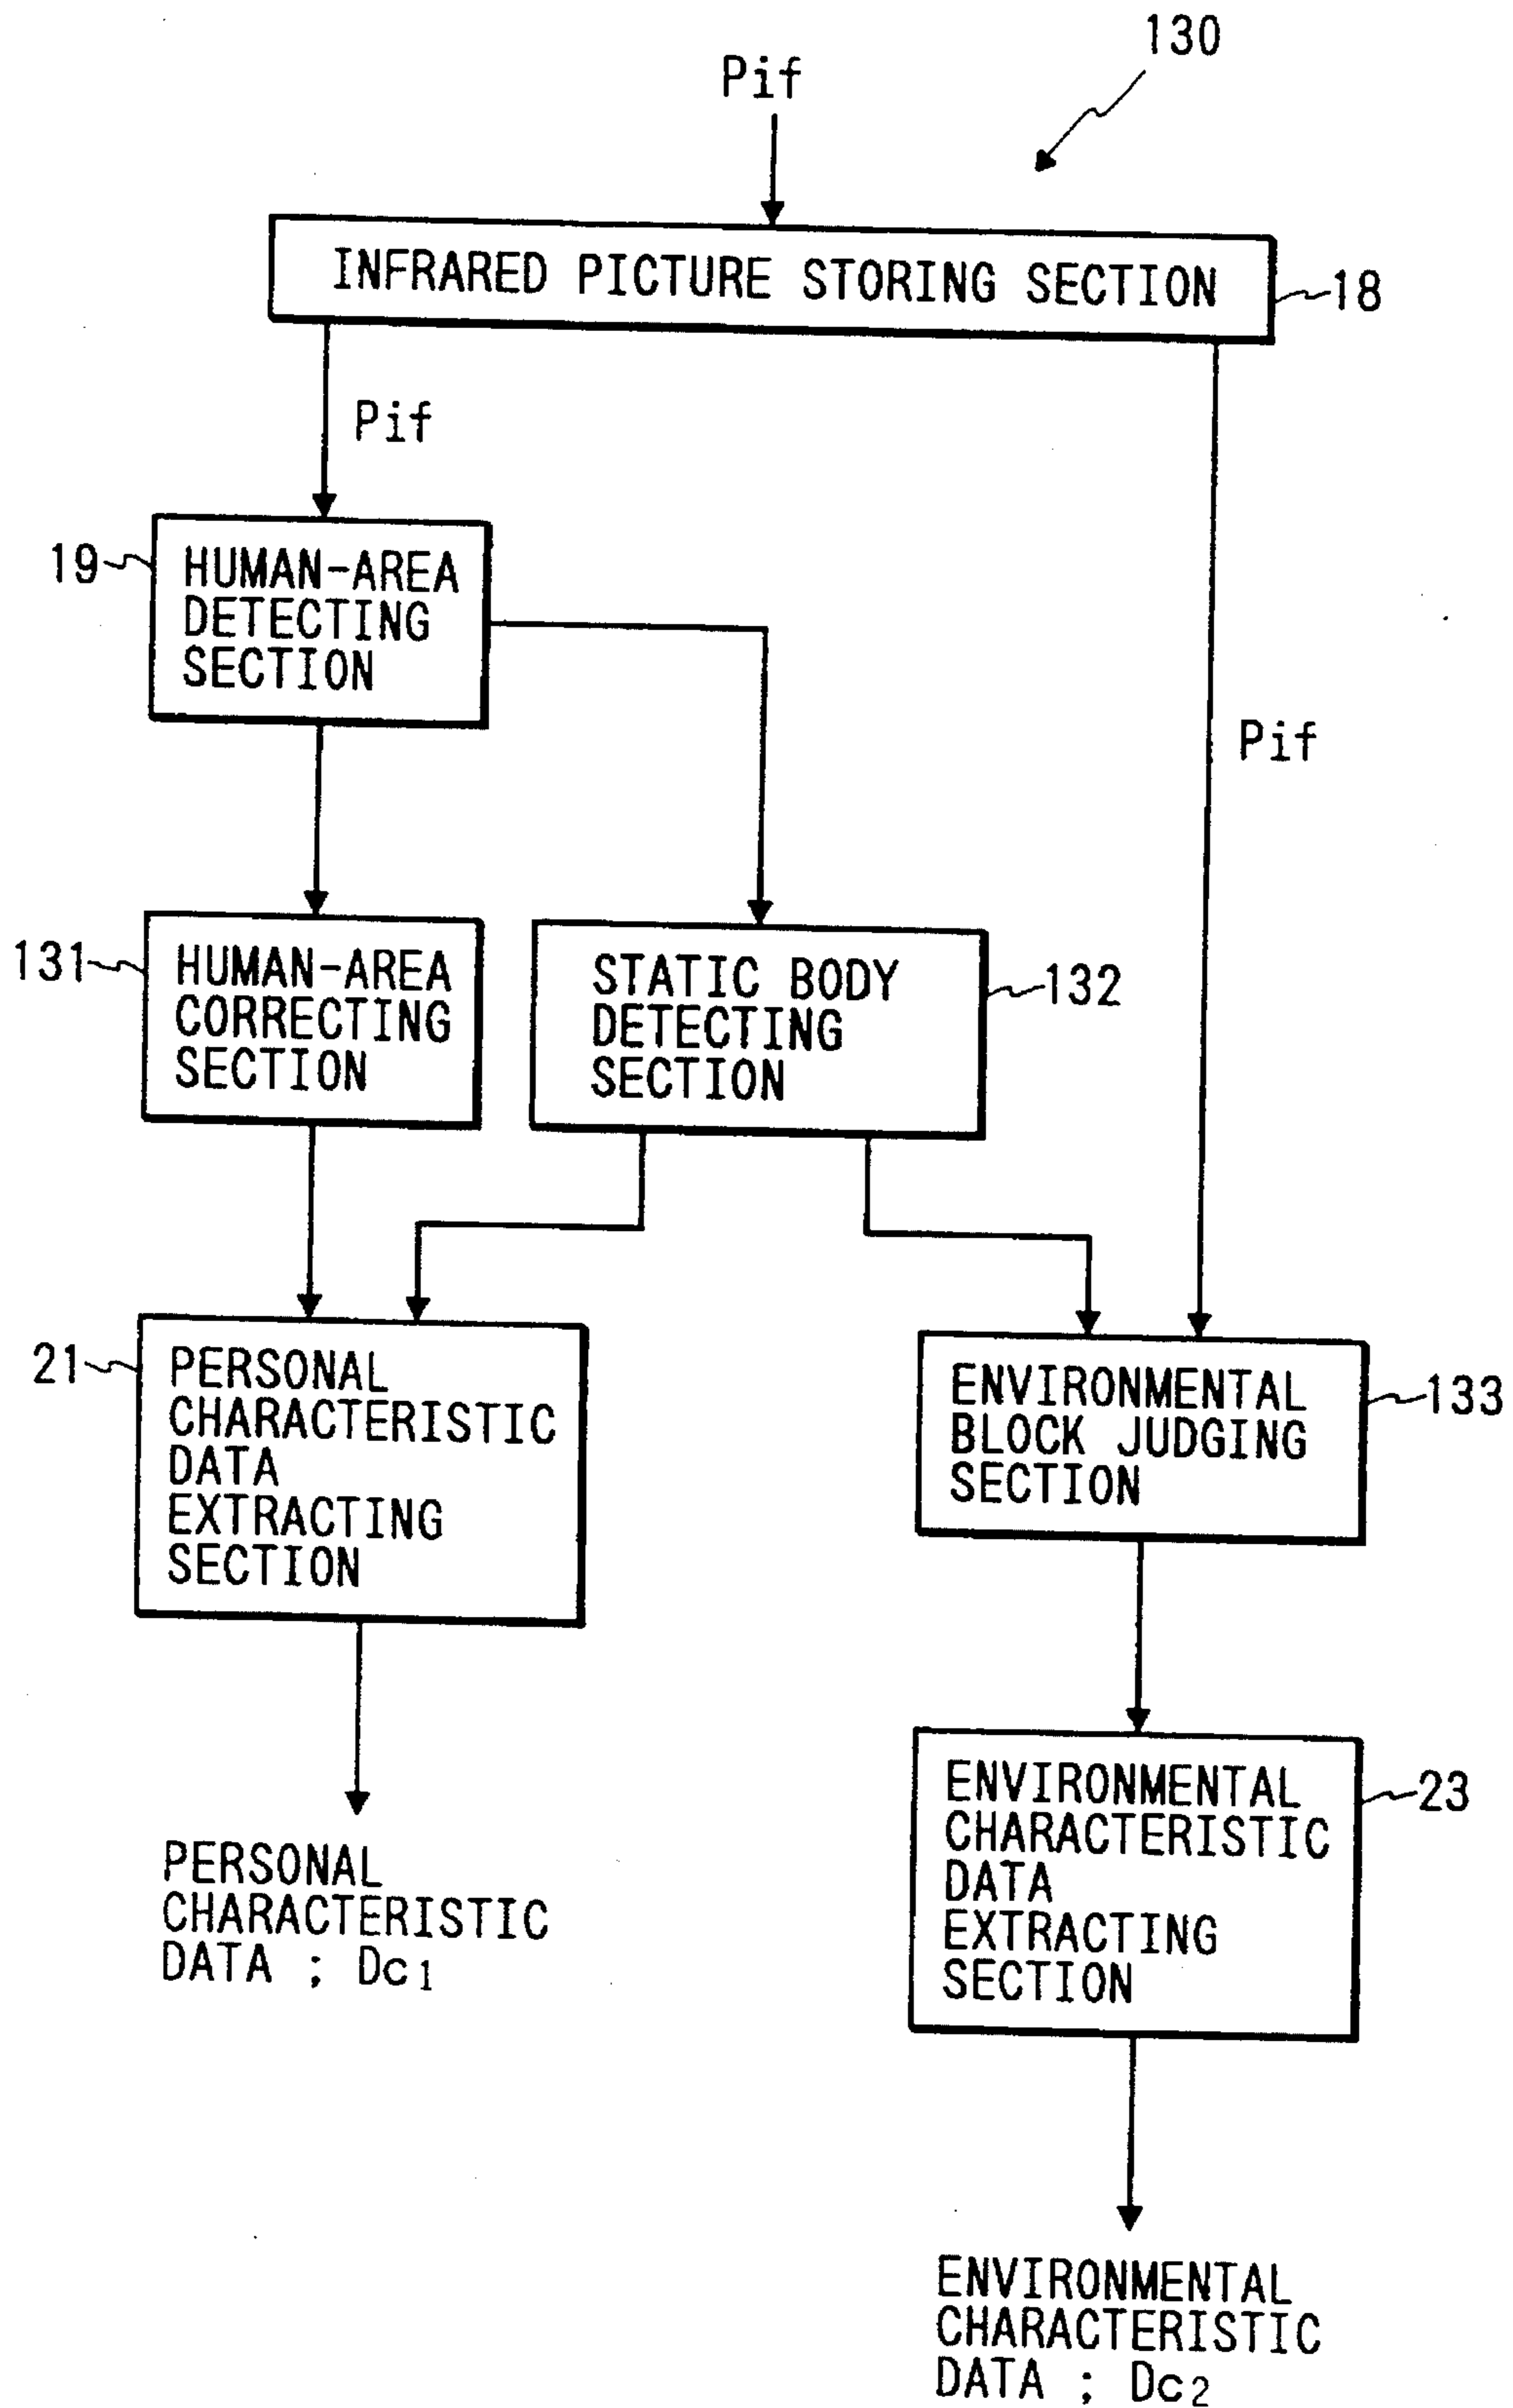 130
Pif
INFRARED PICTURE STORING SECTION
18
Pif
19
HUMAN-AREA
DETECTING
SECTION
Pif
131
HUMAN-AREA
CORRECTING
SECTION
STATIC BODY
DETECTING
SECTION
132
21
PERSONAL
CHARACTERISTIC
DATA
EXTRACTING
SECTION
ENVIRONMENTAL
BLOCK JUDGING
SECTION
133
PERSONAL
CHARACTERISTIC
DATA ; Dc1
ENVIRONMENTAL
CHARACTERISTIC
DATA
EXTRACTING
SECTION
23
ENVIRONMENTAL
CHARACTERISTIC
DATA ; Dc2